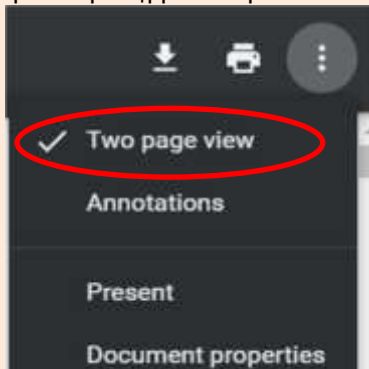 Two page view
Annotations
Present
Document properties